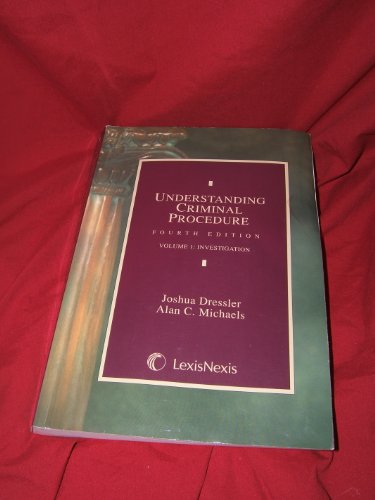 UNDERSTANDING
CRIMINAL
PROCEDURE
FOURTH EDITION
VOLUME 1: INVESTIGATION
Joshua Dressler
Alan C. Michaels
LexisNexis